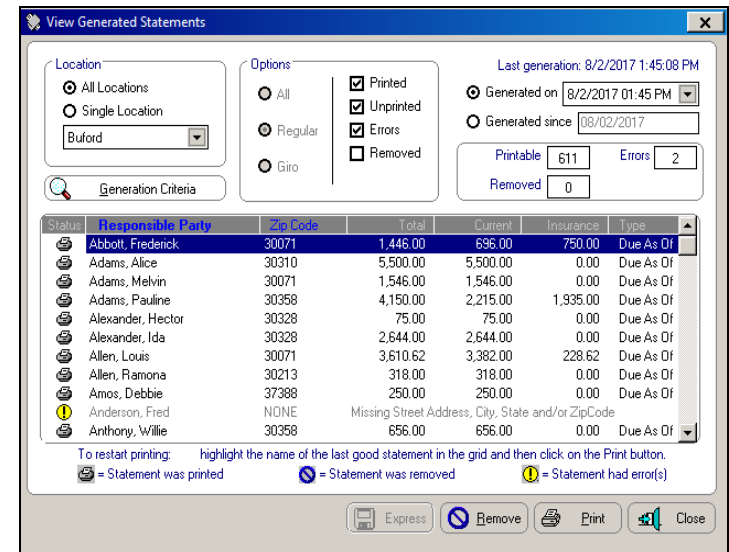 View Generated Statements
Location
All Locations
Single Location
Buford
Generation Criteria
Options
All
Regular
Giro
Printed
Unprinted
Errors
Removed
Last generation: 8/2/2017 1:45:08 PM
Generated on 8/2/2017 01:45 PM
Generated since 08/02/2017
Printable 611 Errors 2
Removed 0
Status Responsible Party Zip Code Total Current Insurance Type
Abbott, Frederick 30071 1,446.00 696.00 750.00 Due As Of
Adams, Alice 30310 5,500.00 5,500.00 0.00 Due As Of
Adams, Melvin 30071 1,546.00 1,546.00 0.00 Due As Of
Adams, Pauline 30358 4,150.00 2,215.00 1,935.00 Due As Of
Alexander, Hector 30328 75.00 75.00 0.00 Due As Of
Alexander, Ida 30328 2,644.00 2,644.00 0.00 Due As Of
Allen, Louis 30071 3,610.62 3,382.00 228.62 Due As Of
Allen, Ramona 30213 318.00 318.00 0.00 Due As Of
Amos, Debbie 37388 250.00 250.00 0.00 Due As Of
Anderson, Fred NONE Missing Street Address, City, State and/or ZipCode
Anthony, Willie 30358 656.00 656.00 0.00 Due As Of
To restart printing: highlight the name of the last good statement in the grid and then click on the Print button.
= Statement was printed = Statement was removed = Statement had error(s)
Express Remove Print Close